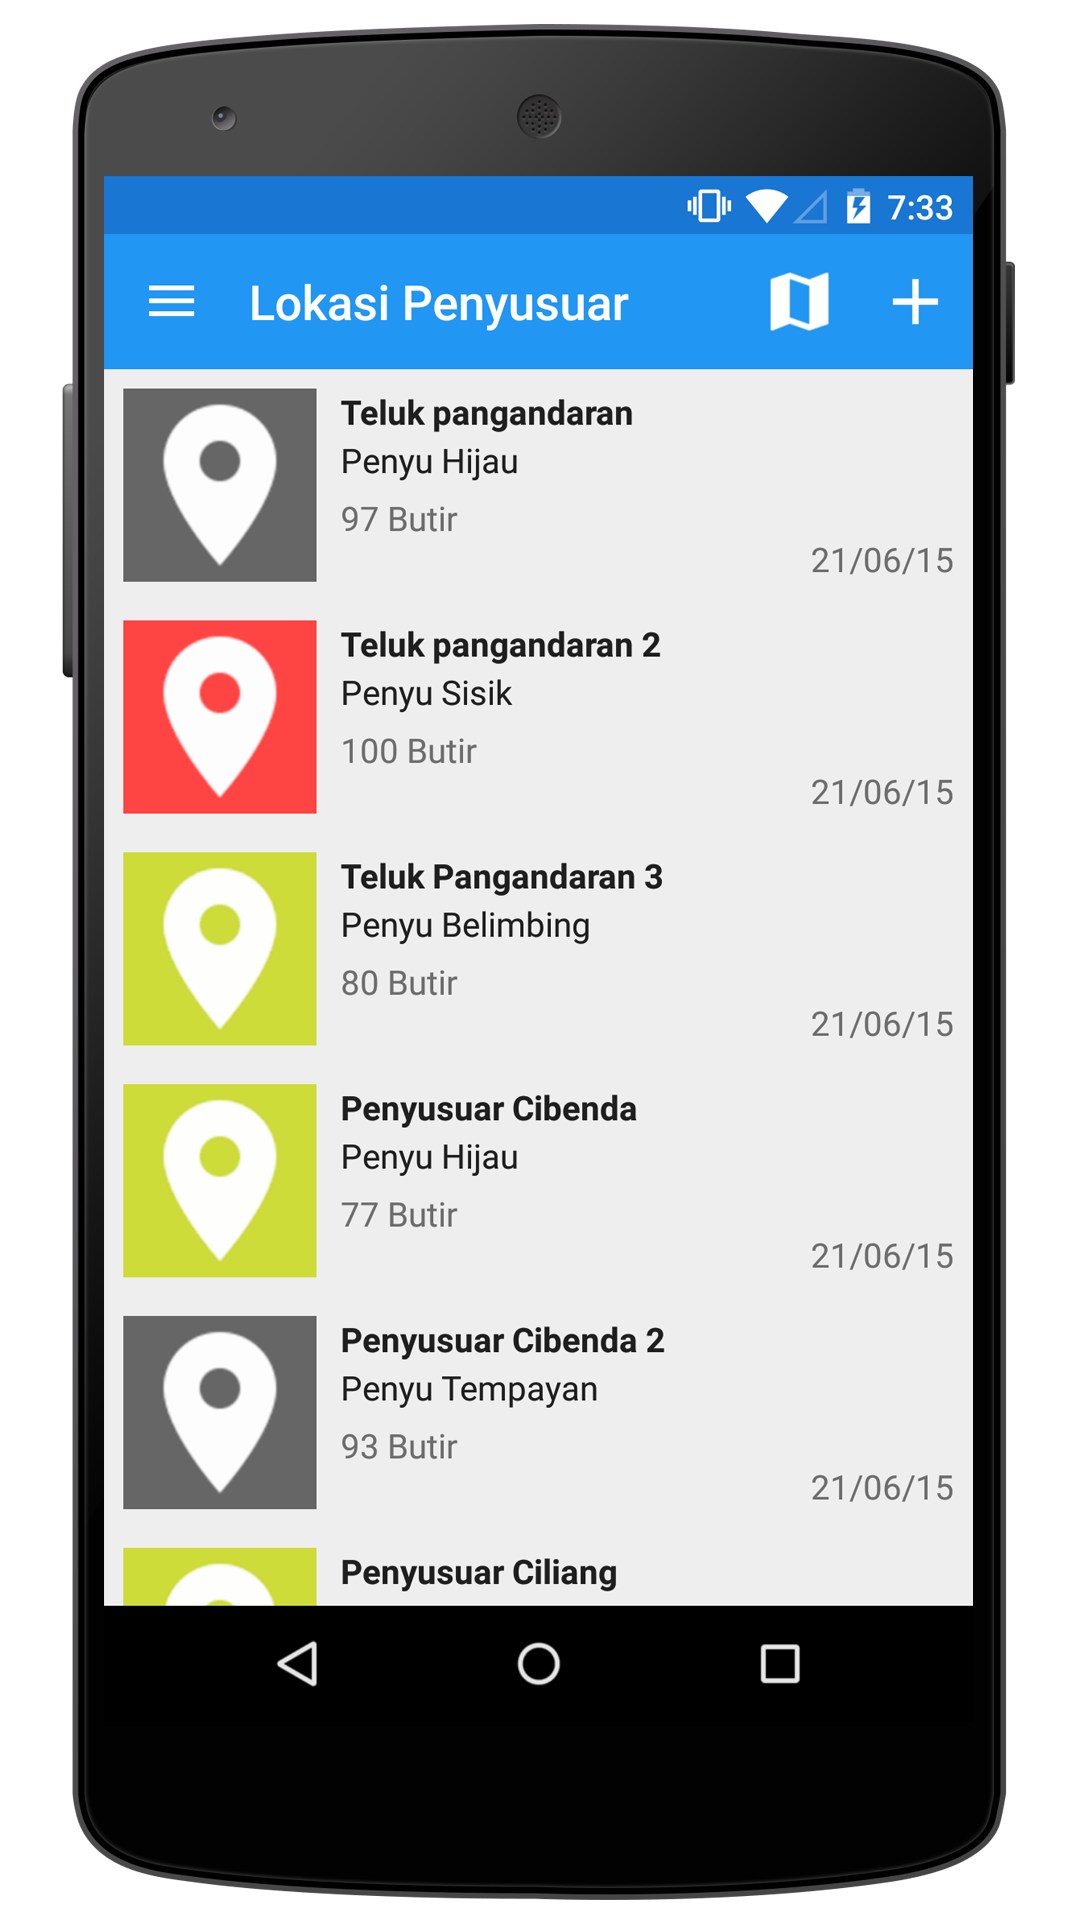 7:33
Lokasi Penyusuar
Teluk pangandaran
Penyu Hijau
97 Butir
21/06/15
Teluk pangandaran 2
Penyu Sisik
100 Butir
21/06/15
Teluk Pangandaran 3
Penyu Belimbing
80 Butir
21/06/15
Penyusuar Cibenda
Penyu Hijau
77 Butir
21/06/15
Penyusuar Cibenda 2
Penyu Tempayan
93 Butir
21/06/15
Penyusuar Ciliang